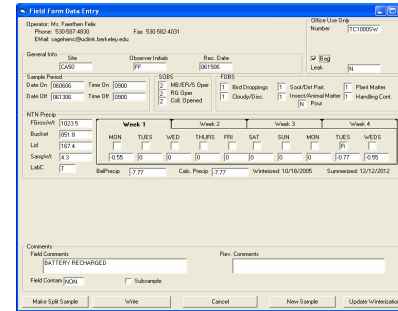 Field Form Data Entry
Operator: Ms. Faerthen Felix
Phone: 530-587-4830 Fax: 530-582-4031
EMail: sagehenic@uclink.berkeley.edu
Office Use Only
Number TC1000SW
Bag
Leak N
General Info
Site Observer Initials Rec. Date
CA50 FF 061506
Sample Period
Date On 060606 Time On 0900
Date Off 061306 Time Off 0900
SOBS
2 MB/ER/S Oper
2 RG Oper
2 Coll. Opened
FOBS
1 Bird Droppings 1 Soot/Dirt Part. 1 Plant Matter
1 Cloudy/Disc. 1 Insect/Animal Matter 1 Handling Cont.
N Pour
NTN Precip
FGrossWt 1023.5
Bucket 851.8
Lid 167.4
SampWt 4.3
LabC T
Week 1 Week 2 Week 3 Week 4
MON TUES WED THURS FRI SAT SUN MON TUES WEDS
R
-0.55 0 0 0 0 0 0 0 -0.77 -0.55
BelPrecip -7.77 Calc. Precip -7.77 Winterized: 10/18/2005 Summerized: 12/12/2012
Comments
Field Comments Rev. Comments
BATTERY RECHARGED
Field Contam NON Subsample
Make Split Sample Write Cancel New Sample Update Winterization